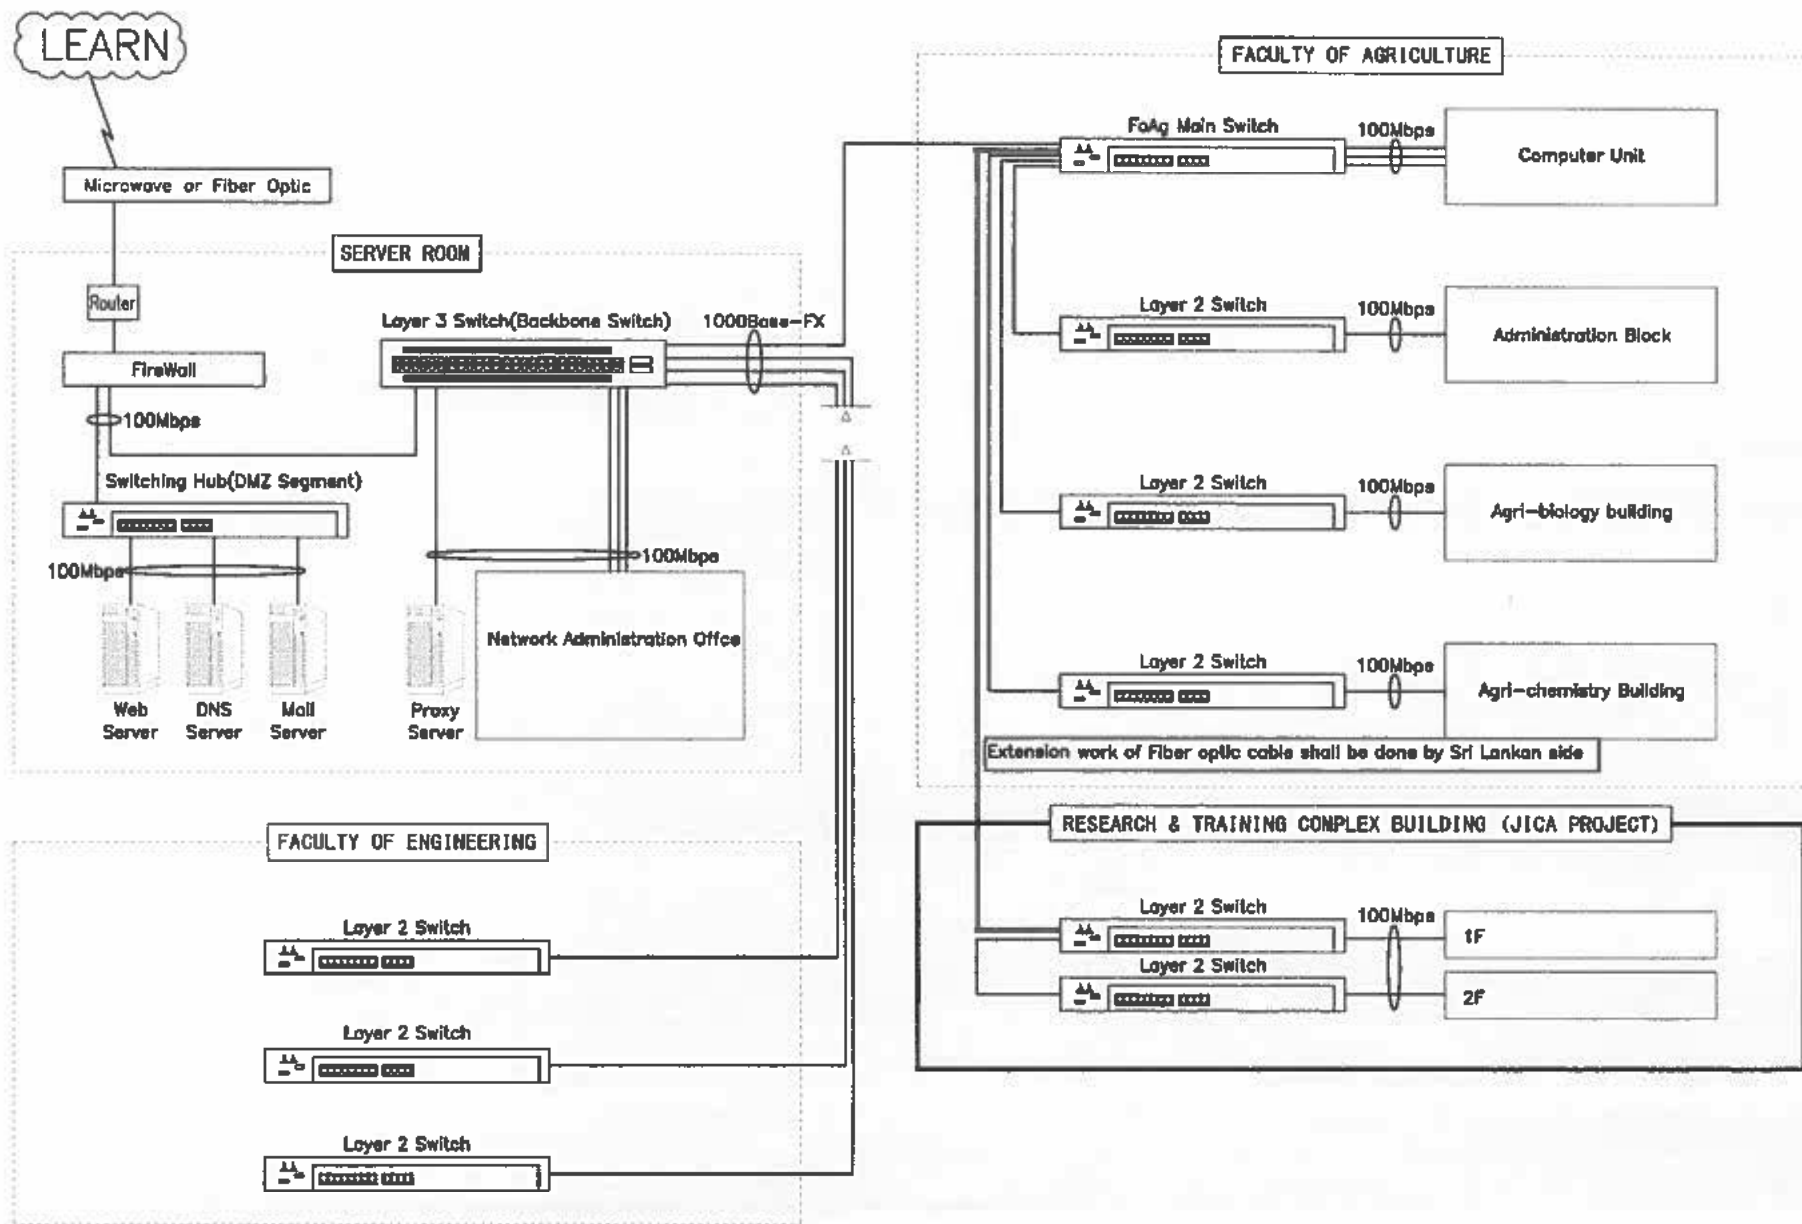 LEARN
Microwave or Fiber Optic
SERVER ROOM
Router
Layer 3 Switch(Backbone Switch)
1000Base-FX
FireWall
100Mbps
Switching Hub(DMZ Segment)
100Mbps
100Mbps
Network Administration Offce
Web
Server
DNS
Server
Mail
Server
Proxy
Server
FACULTY OF ENGINEERING
Layer 2 Switch
Layer 2 Switch
Layer 2 Switch
FACULTY OF AGRICULTURE
FoAg Main Switch
100Mbps
Computer Unit
Layer 2 Switch
100Mbps
Administration Block
Layer 2 Switch
100Mbps
Agri-biology building
Layer 2 Switch
100Mbps
Agri-chemistry Building
Extension work of Fiber optic cable shall be done by Sri Lankan side
RESEARCH & TRAINING COMPLEX BUILDING (JICA PROJECT)
Layer 2 Switch
100Mbps
1F
Layer 2 Switch
2F